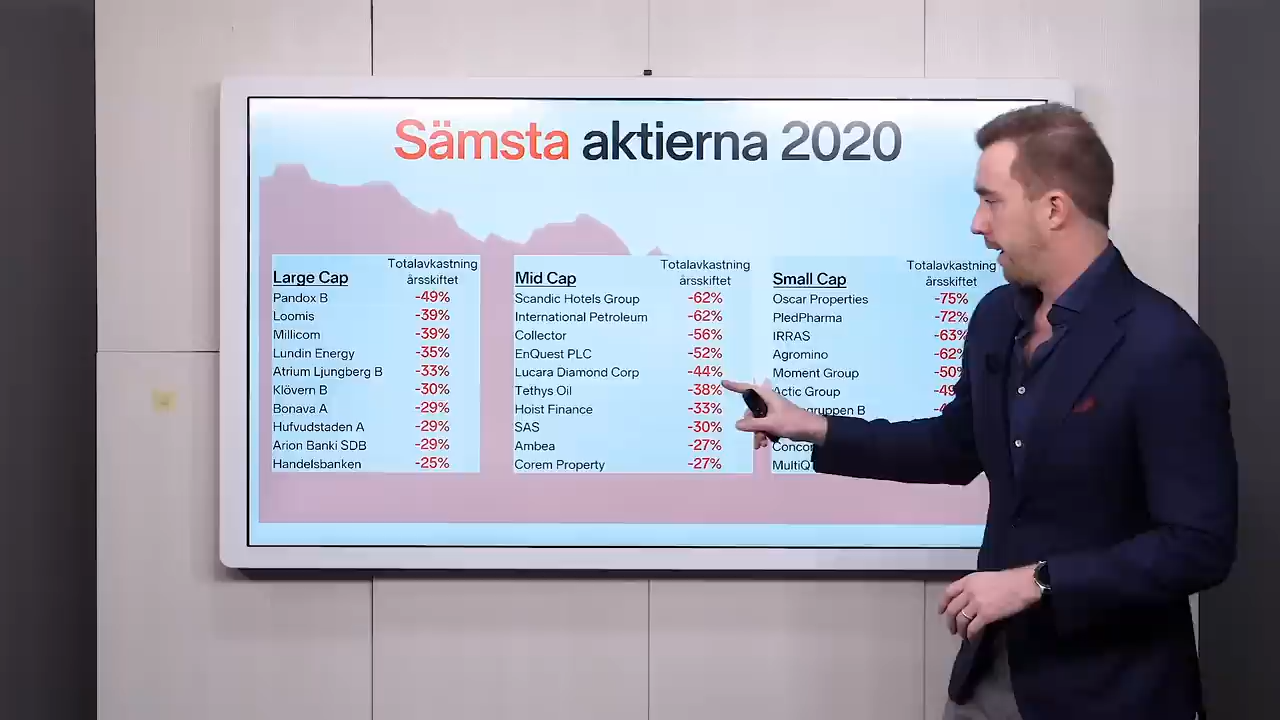 Sämsta aktierna 2020
Large Cap Totalavkastning årsskiftet
Pandox B -49%
Loomis -39%
Millicom -39%
Lundin Energy -35%
Atrium Ljungberg B -33%
Klövern B -30%
Bonava A -29%
Hufvudstaden A -29%
Arion Banki SDB -29%
Handelsbanken -25%
Mid Cap Totalavkastning årsskiftet
Scandic Hotels Group -62%
International Petroleum -62%
Collector -56%
EnQuest PLC -52%
Lucara Diamond Corp -44%
Tethys Oil -38%
Hoist Finance -33%
SAS -30%
Ambea -27%
Corem Property -27%
Small Cap Totalavkastning årsskiftet
Oscar Properties -75%
PledPharma -72%
IRRAS -63%
Agromino -62%
Moment Group -50%
Actic Group
B